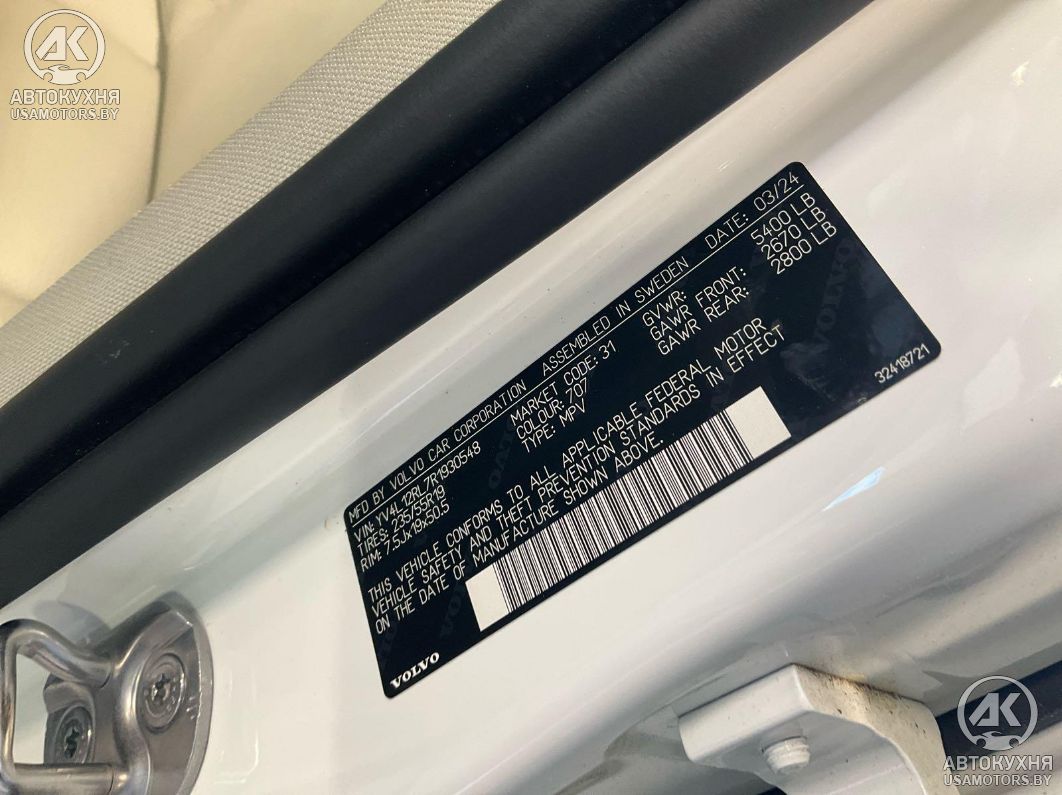 AK
АВТОКУХНЯ
USAMOTORS.BY
MFD BY VOLVO CAR CORPORATION ASSEMBLED IN SWEDEN DATE: 03/24
VIN: YV4L12RL7R1930548 MARKET CODE: 31 GVWR: 5400 LB
TIRES: 235/55R19 COLOUR: 707 GAWR FRONT: 2670 LB
RIM: 7.5Jx19x50.5 TYPE: MPV GAWR REAR: 2800 LB
THIS VEHICLE CONFORMS TO ALL APPLICABLE FEDERAL MOTOR
VEHICLE SAFETY AND THEFT PREVENTION STANDARDS IN EFFECT
ON THE DATE OF MANUFACTURE SHOWN ABOVE.
32418721
VOLVO
AK
АВТОКУХНЯ
USAMOTORS.BY